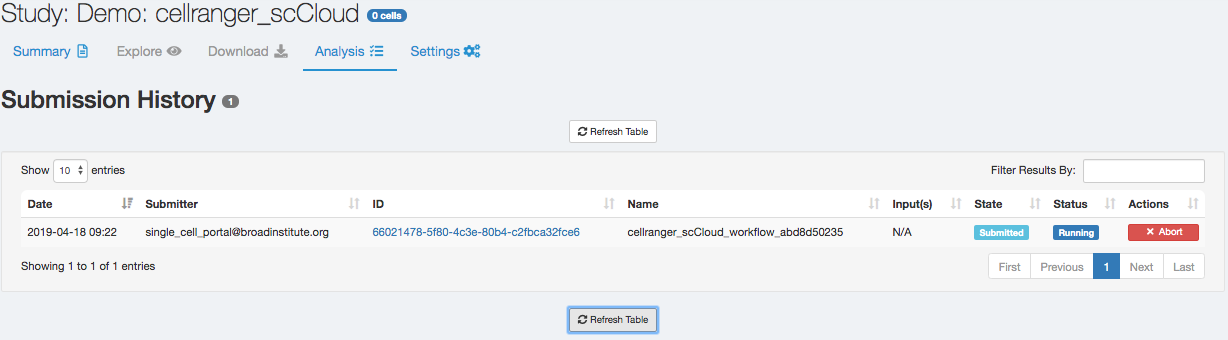 Study: Demo: cellranger_scCloud 0 cells
Summary Explore Download Analysis Settings
Submission History 1
Refresh Table
Show 10 entries Filter Results By:
Date Submitter ID Name Input(s) State Status Actions
2019-04-18 09:22 single_cell_portal@broadinstitute.org 66021478-5f80-4c3e-80b4-c2fbca32fce6 cellranger_scCloud_workflow_abd8d50235 N/A Submitted Running Abort
Showing 1 to 1 of 1 entries First Previous 1 Next Last
Refresh Table